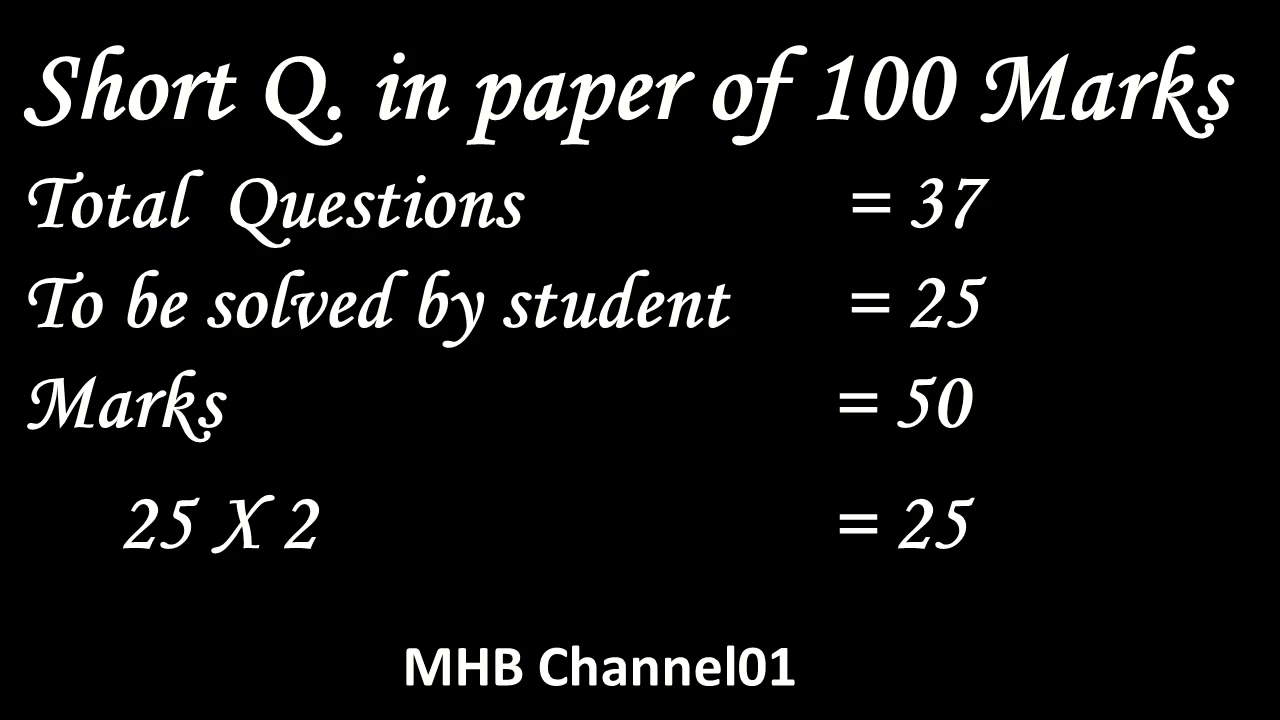 Short Q. in paper of 100 Marks
Total Questions = 37
To be solved by student = 25
Marks = 50
25 X 2 = 25
MHB Channel01